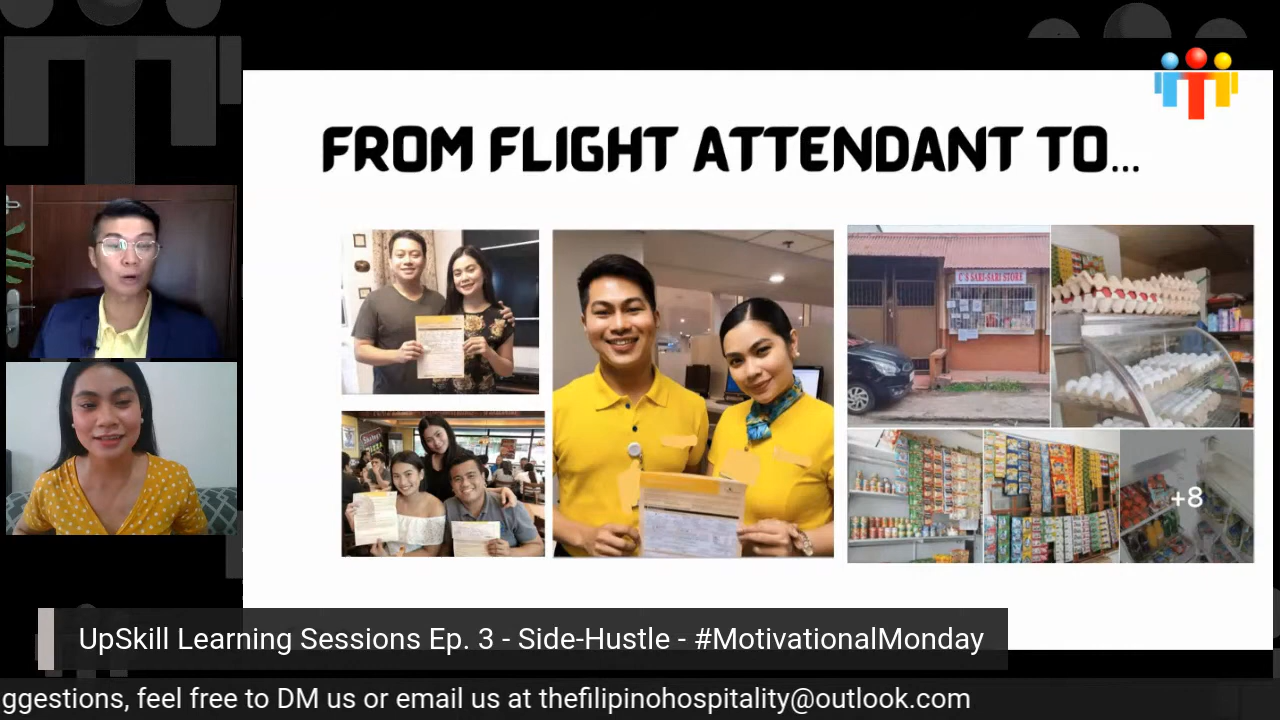 FROM FLIGHT ATTENDANT TO...
C'S SARI-SARI STORE
+8
UpSkill Learning Sessions Ep. 3 - Side-Hustle - #MotivationalMonday
ggestions, feel free to DM us or email us at thefilipinohospitality@outlook.com